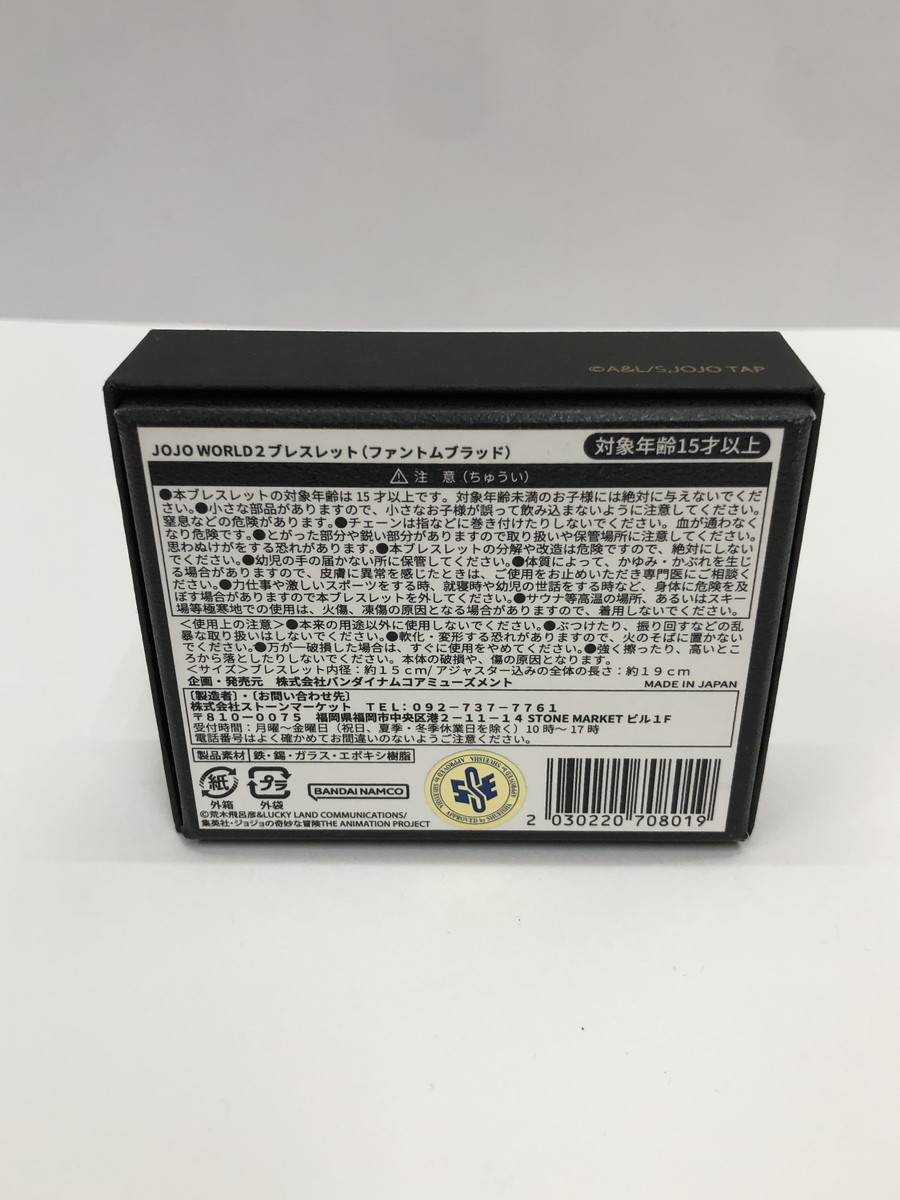 ©A&L/S,JOJO TAP
JOJO WORLD2ブレスレット(ファントムブラッド)
対象年齢15才以上
注 意(ちゅうい)
●本ブレスレットの対象年齢は15才以上です。対象年齢未満のお子様には絶対に与えないでくだ
さい。●小さな部品がありますので、小さなお子様が誤って飲み込まないように注意してください。
窒息などの危険があります。●チェーンは指などに巻き付けたりしないでください。血が通わなく
なり危険です。●とがった部分や鋭い部分がありますので取り扱いや保管場所に注意してください。
思わぬけがをする恐れがあります。●本ブレスレットの分解や改造は危険ですので、絶対にしない
でください。●幼児の手の届かない所に保管してください。●体質によって、かゆみ・かぶれを生じ
る場合がありますので、皮膚に異常を感じたときは、ご使用をお止めいただき専門医にご相談く
ださい。●力仕事や激しいスポーツをする時、就寝時や幼児の世話をする時など、身体に危険を及
ぼす場合がありますので本ブレスレットを外してください。●サウナ等高温の場所、あるいはスキー
場等極寒地での使用は、火傷、凍傷の原因となる場合がありますので、着用しないでください。
<使用上の注意>●本来の用途以外に使用しないでください。●ぶつけたり、振り回すなどの乱
暴な取り扱いはしないでください。●軟化・変形する恐れがありますので、火のそばに置かない
でください。●万が一破損した場合は、すぐに使用をやめてください。●強く擦ったり、高いとこ
ろから落としたりしないでください。本体の破損や、傷の原因となります。
<サイズ>ブレスレット内径:約15cm/アジャスター込みの全体の長さ:約19cm
企画・発売元 株式会社バンダイナムコアミューズメント
MADE IN JAPAN
〔製造者〕・〔お問い合わせ先〕
株式会社ストーンマーケット TEL:092-737-7761
〒810-0075 福岡県福岡市中央区港2-11-14 STONE MARKET ビル1F
受付時間:月曜~金曜日(祝日、夏季・冬季休業日を除く)10時~17時
電話番号はよく確かめてお間違いのないようご注意ください。
製品素材 鉄・錫・ガラス・エポキシ樹脂
紙
外箱
プラ
外袋
BANDAI NAMCO
APPROVED by SHUEISHA
2 030220 708019
©荒木飛呂彦&LUCKY LAND COMMUNICATIONS/
集英社・ジョジョの奇妙な冒険THE ANIMATION PROJECT